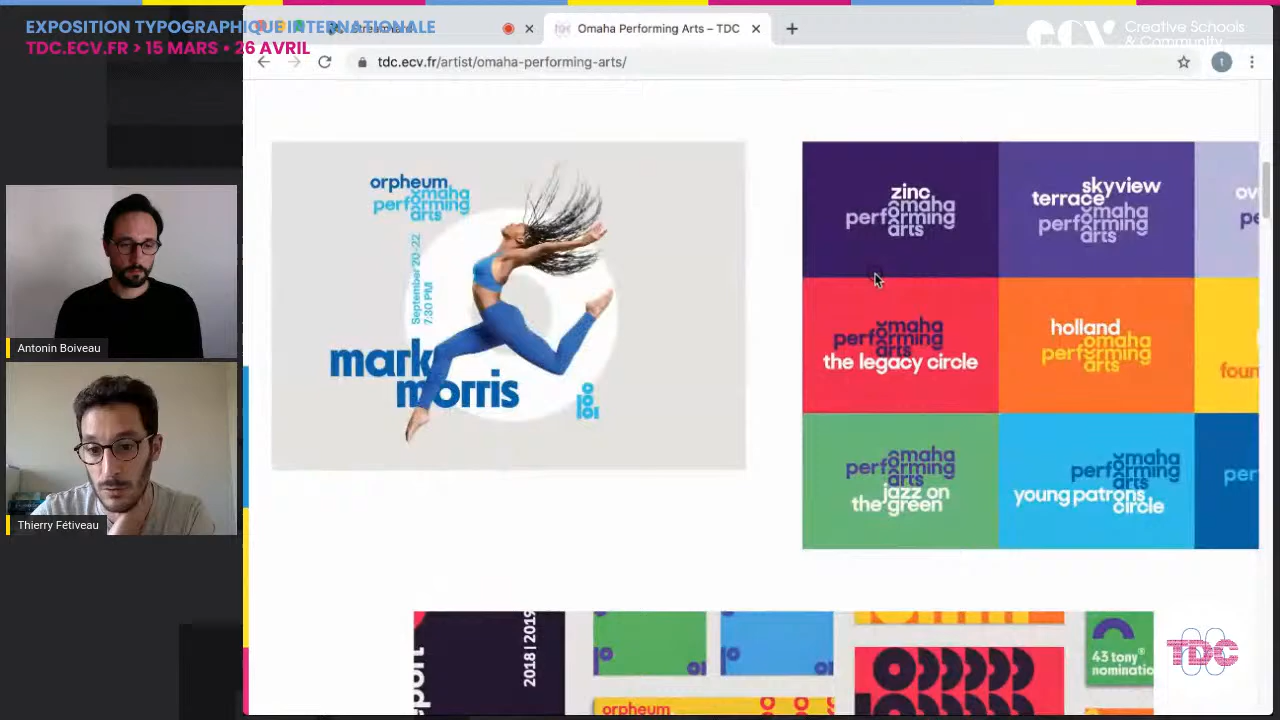 EXPOSITION TYPOGRAPHIQUE INTERNATIONALE
TDC.ECV.FR > 15 MARS • 26 AVRIL
Omaha Performing Arts – TDC
ecv
Creative Schools
& Community
tdc.ecv.fr/artist/omaha-performing-arts/
t
orpheum
omaha
performing
arts
September 20-22
7:30 PM
mark
morris
zinc
omaha
performing
arts
skyview
terrace
omaha
performing
arts
omaha
performing
arts
the legacy circle
holland
omaha
performing
arts
omaha
performing
arts
jazz on
the green
omaha
performing
arts
young patrons
circle
Antonin Boiveau
Thierry Fétiveau
2018 | 2019
orpheum
43 tony®
TDC